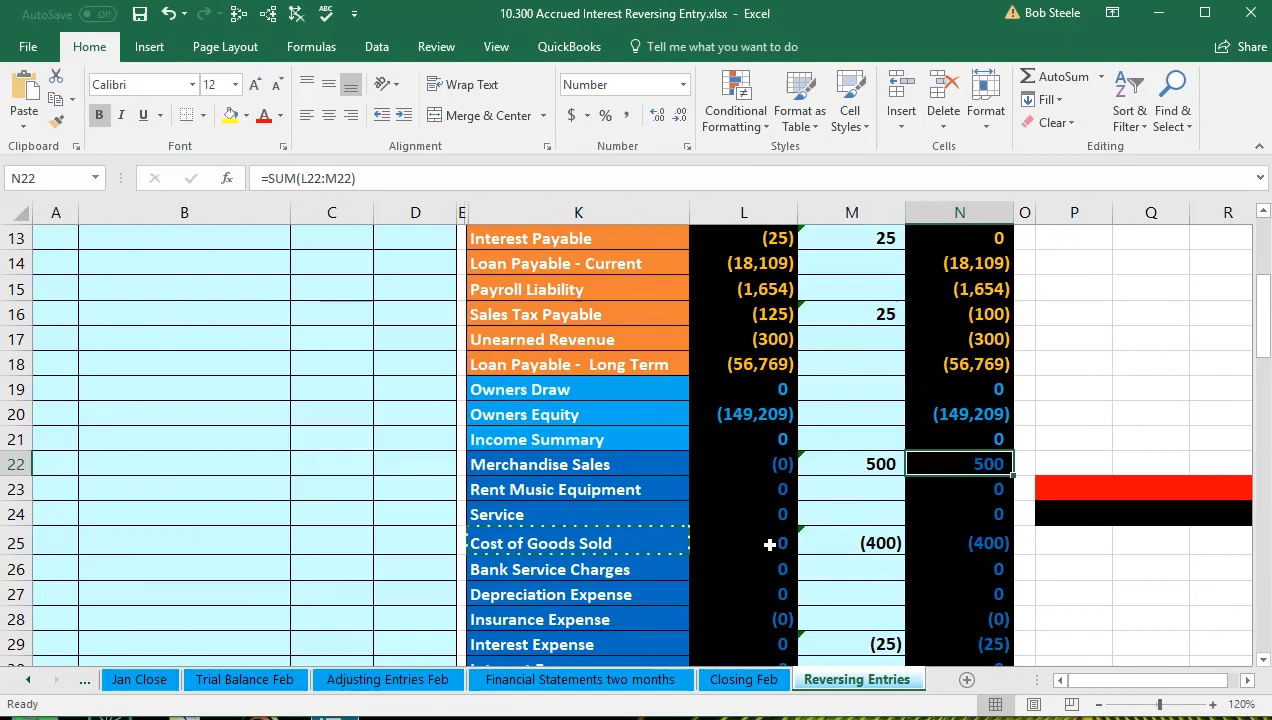 AutoSave Off 10.300 Accrued Interest Reversing Entry.xlsx - Excel Bob Steele
File Home Insert Page Layout Formulas Data Review View QuickBooks Tell me what you want to do Share
Paste Calibri 12 Wrap Text Number AutoSum
B I U Merge & Center $ % , Conditional Formatting Format as Table Cell Styles Insert Delete Format Fill Clear Sort & Filter Find & Select
Clipboard Font Alignment Number Styles Cells Editing
N22 fx =SUM(L22:M22)
A B C D E K L M N O P Q R
13 Interest Payable (25) 25 0
14 Loan Payable - Current (18,109) (18,109)
15 Payroll Liability (1,654) (1,654)
16 Sales Tax Payable (125) 25 (100)
17 Unearned Revenue (300) (300)
18 Loan Payable - Long Term (56,769) (56,769)
19 Owners Draw 0 0
20 Owners Equity (149,209) (149,209)
21 Income Summary 0 0
22 Merchandise Sales (0) 500 500
23 Rent Music Equipment 0 0
24 Service 0 0
25 Cost of Goods Sold 0 (400) (400)
26 Bank Service Charges 0 0
27 Depreciation Expense 0 0
28 Insurance Expense (0) (0)
29 Interest Expense 0 (25) (25)
... Jan Close Trial Balance Feb Adjusting Entries Feb Financial Statements two months Closing Feb Reversing Entries
Ready 120%